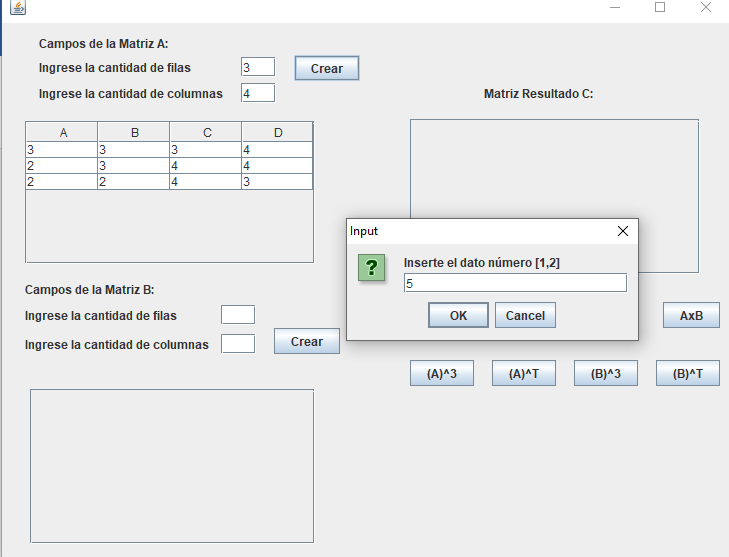 Campos de la Matriz A:
Ingrese la cantidad de filas 3 Crear
Ingrese la cantidad de columnas 4
Matriz Resultado C:
A B C D
3 3 3 4
2 3 4 4
2 2 4 3
Input
Inserte el dato número [1,2]
5
OK Cancel
Campos de la Matriz B:
Ingrese la cantidad de filas
Ingrese la cantidad de columnas Crear
AxB
(A)^3 (A)^T (B)^3 (B)^T